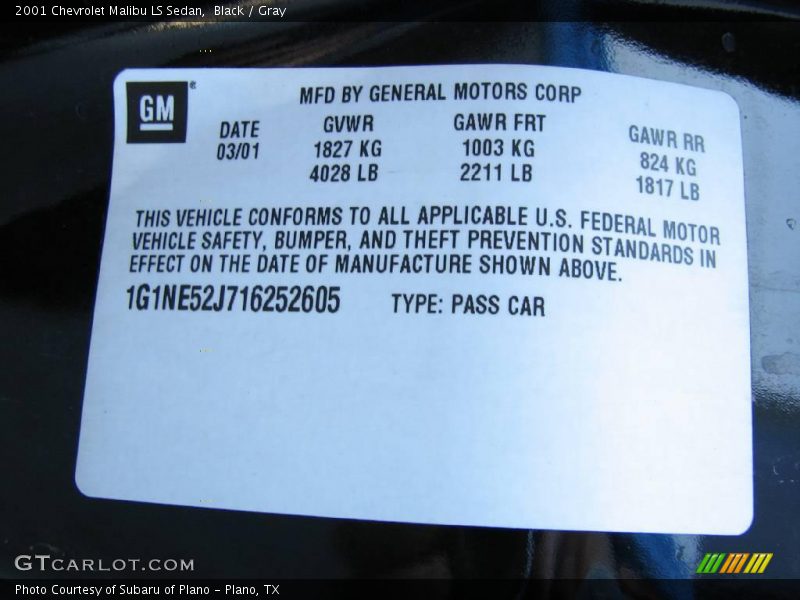 2001 Chevrolet Malibu LS Sedan, Black / Gray
GM ®
MFD BY GENERAL MOTORS CORP
DATE GVWR GAWR FRT GAWR RR
03/01 1827 KG 1003 KG 824 KG
4028 LB 2211 LB 1817 LB
THIS VEHICLE CONFORMS TO ALL APPLICABLE U.S. FEDERAL MOTOR
VEHICLE SAFETY, BUMPER, AND THEFT PREVENTION STANDARDS IN
EFFECT ON THE DATE OF MANUFACTURE SHOWN ABOVE.
1G1NE52J716252605 TYPE: PASS CAR
GTCARLOT.COM
Photo Courtesy of Subaru of Plano - Plano, TX